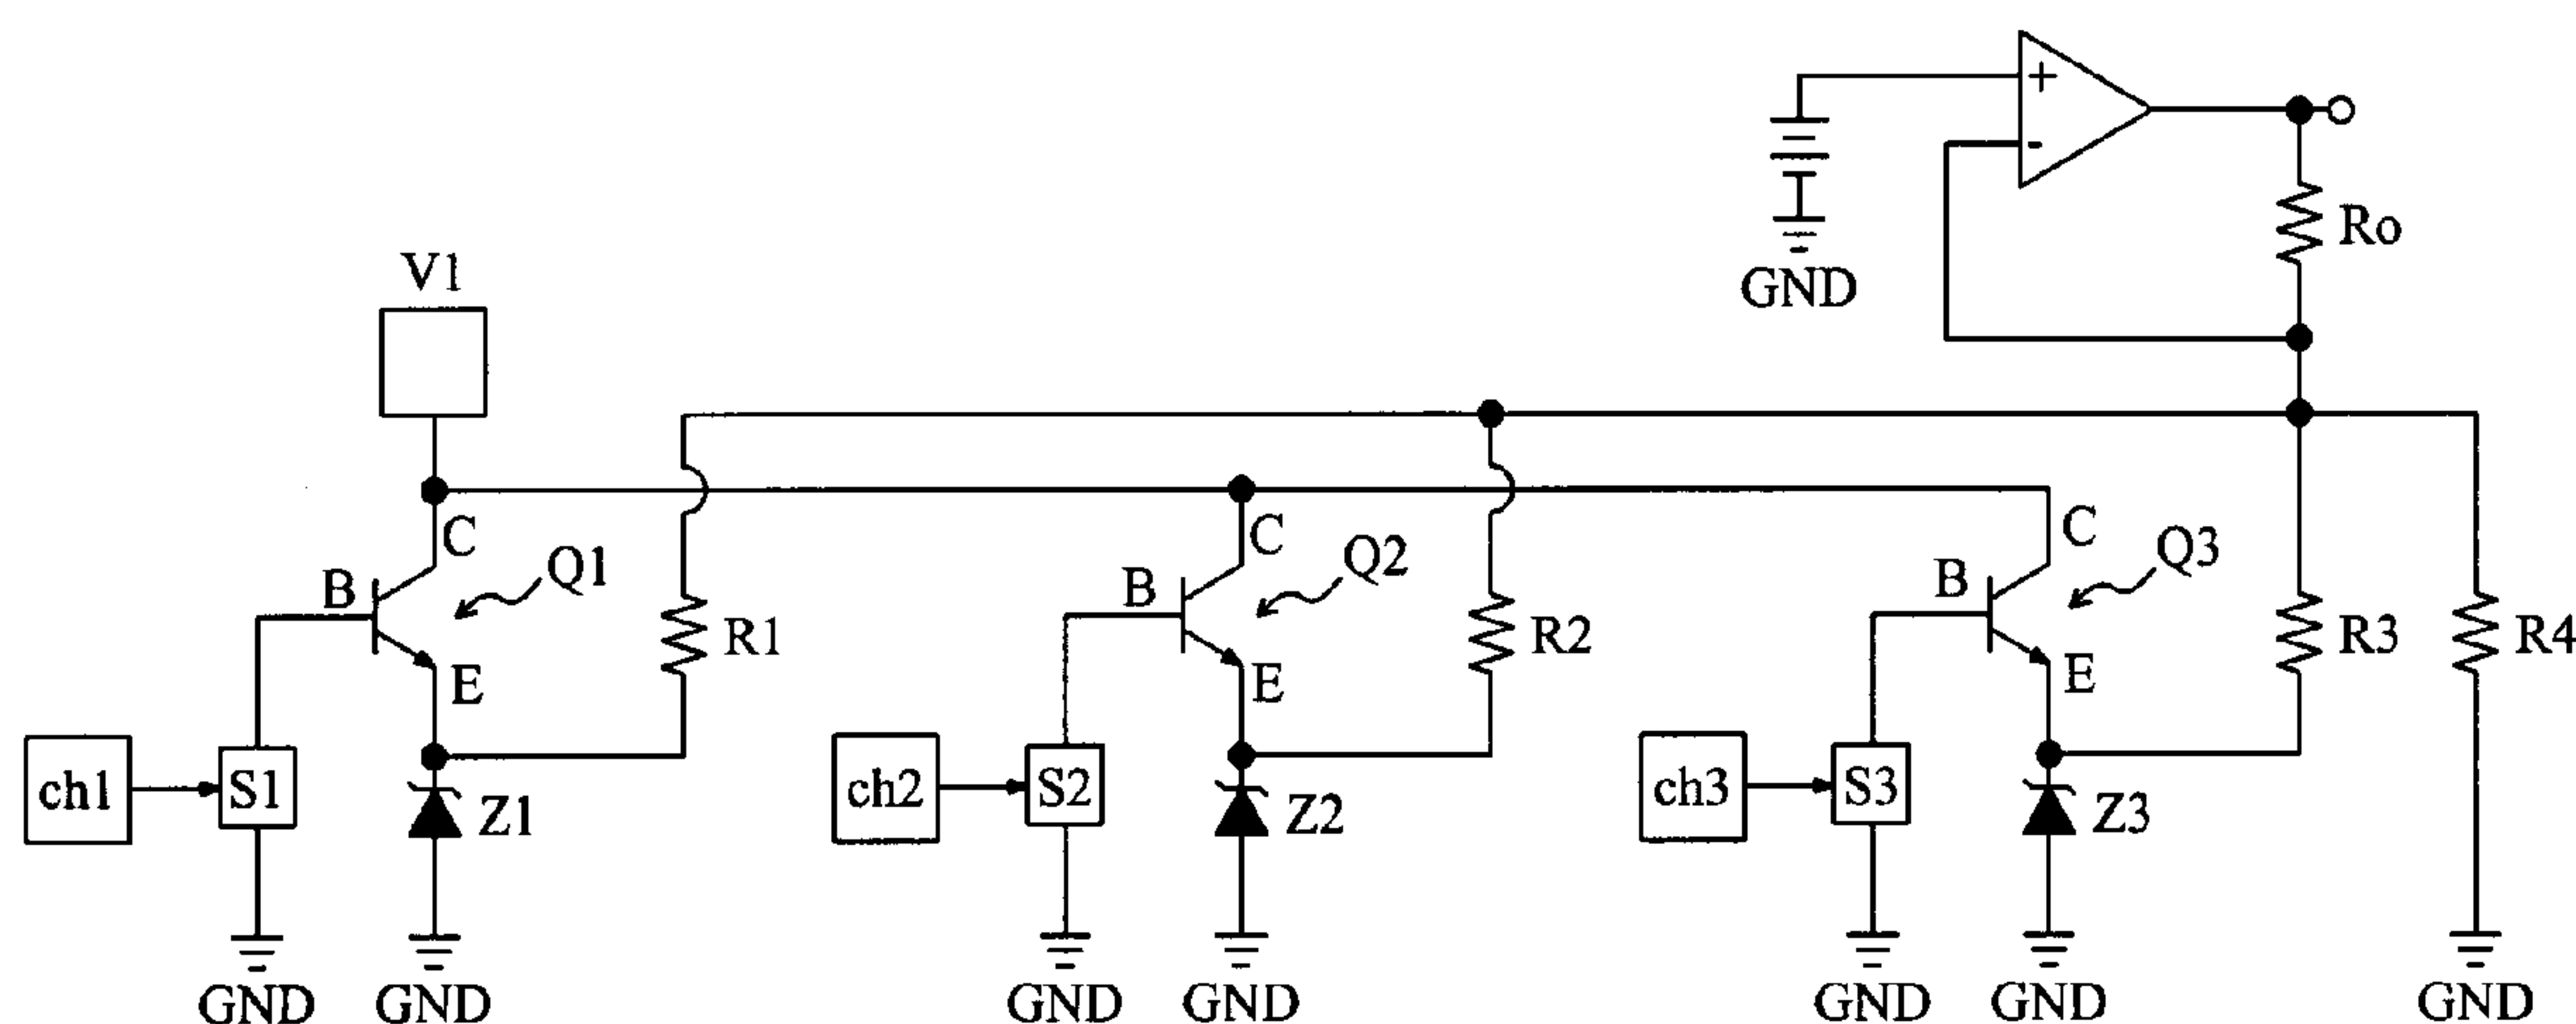 +
-
Ro
GND
V1
C
Q1
B
E
R1
C
Q2
B
E
R2
C
Q3
B
E
R3
R4
ch1
S1
Z1
ch2
S2
Z2
ch3
S3
Z3
GND
GND
GND
GND
GND
GND
GND